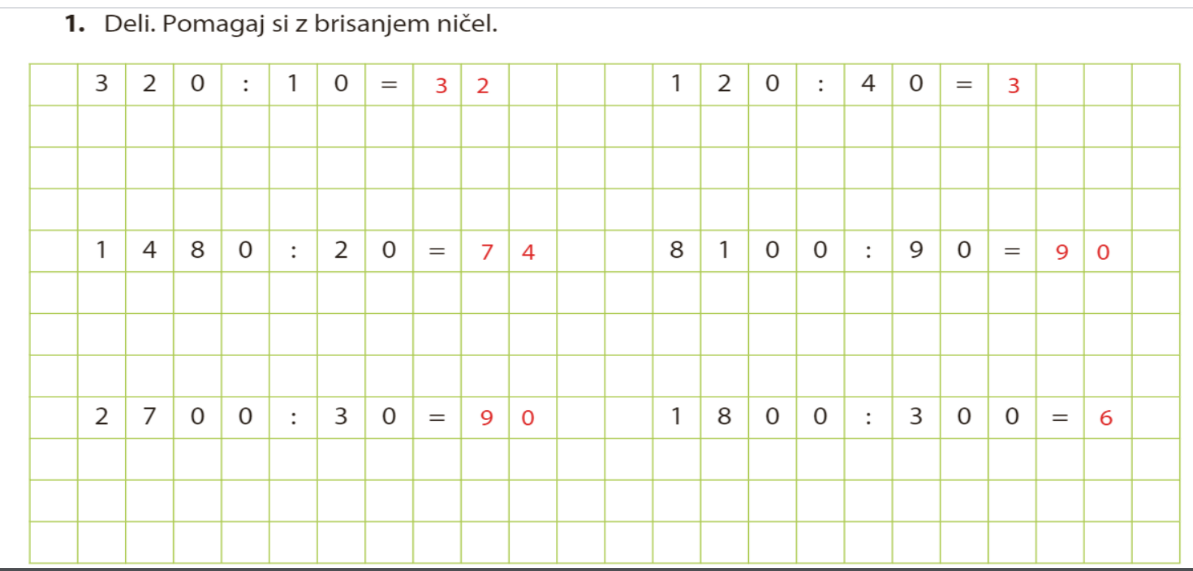 1. Deli. Pomagaj si z brisanjem ničel.
320:10=32 120:40=3
1480:20=74 8100:90=90
2700:30=90 1800:300=6